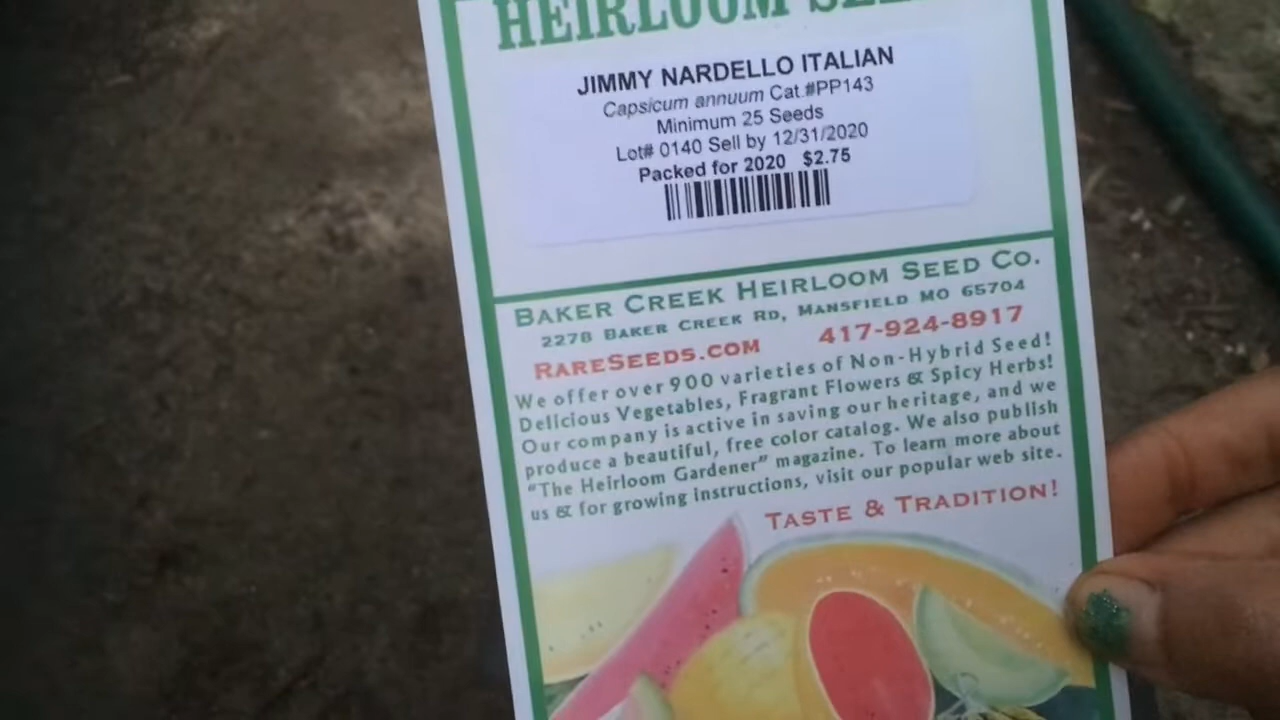 HEIRLOOM
JIMMY NARDELLO ITALIAN
Capsicum annuum Cat.#PP143
Minimum 25 Seeds
Lot# 0140 Sell by 12/31/2020
Packed for 2020 $2.75
BAKER CREEK HEIRLOOM SEED CO.
2278 BAKER CREEK RD, MANSFIELD MO 65704
RARESEEDS.COM 417-924-8917
We offer over 900 varieties of Non-Hybrid Seed!
Delicious Vegetables, Fragrant Flowers & Spicy Herbs!
Our company is active in saving our heritage, and we
produce a beautiful, free color catalog. We also publish
"The Heirloom Gardener" magazine. To learn more about
us & for growing instructions, visit our popular web site.
TASTE & TRADITION!